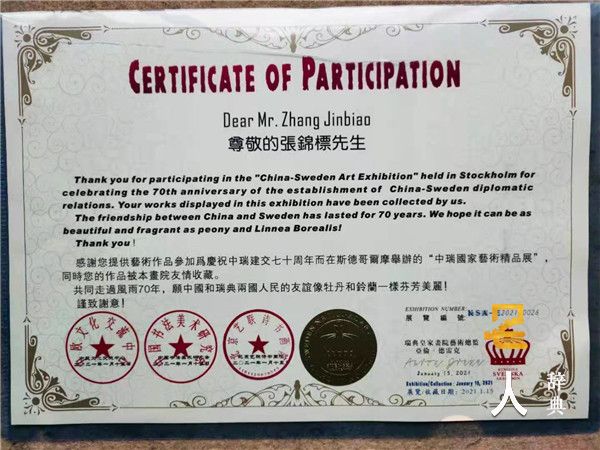 CERTIFICATE OF PARTICIPATION
Dear Mr. Zhang Jinbiao
尊敬的張錦標先生
Thank you for participating in the "China-Sweden Art Exhibition" held in Stockholm for
celebrating the 70th anniversary of the establishment of China-Sweden diplomatic
relations. Your works displayed in this exhibition have been collected by us.
The friendship between China and Sweden has lasted for 70 years. We hope it can be as
beautiful and fragrant as peony and Linnea Borealis!
Thank you!
感謝您提供藝術作品參加爲慶祝中瑞建交七十周年而在斯德哥爾摩舉辦的“中瑞國家藝術精品展”,
同時您的作品被本畫院友情收藏。
共同走過風雨70年,願中國和瑞典兩國人民的友誼像牡丹和鈴蘭一樣芬芳美麗!
謹致謝意!
EXHIBITION NUMBER:
展覽編號:
瑞典皇家畫院藝術總監
亞倫·德雷克
January 15, 2021
Exhibition/Collection: January 15, 2021
展覽/收藏日期: 2021.1.15
SVENSKA
人
辞典